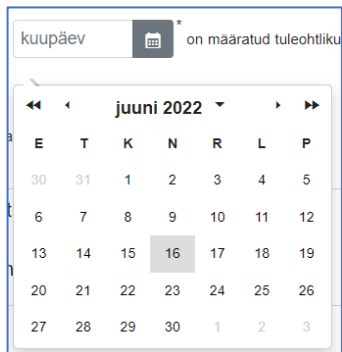 kuupäev * on määratud tuleohtliku
juuni 2022
E T K N R L P
30 31 1 2 3 4 5
6 7 8 9 10 11 12
13 14 15 16 17 18 19
20 21 22 23 24 25 26
27 28 29 30 1 2 3